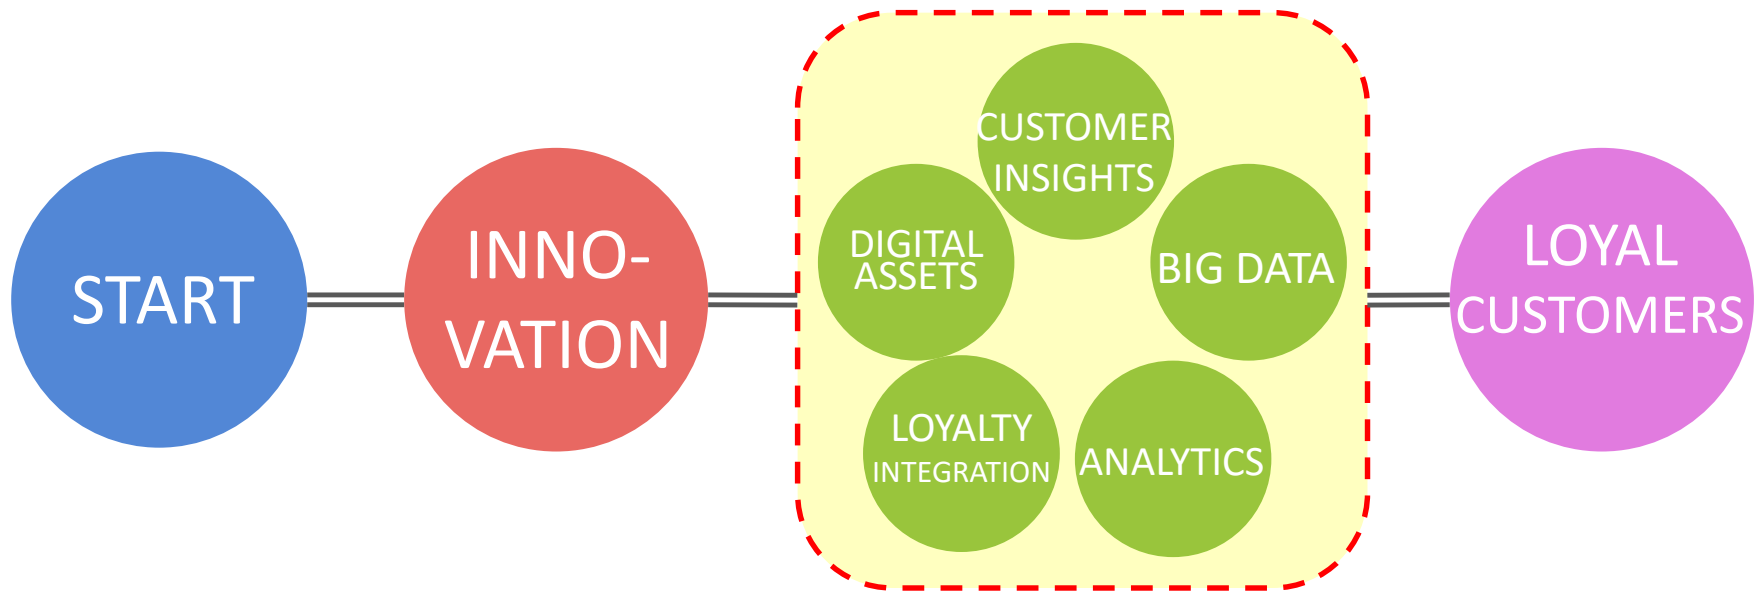 START
INNO-
VATION
CUSTOMER
INSIGHTS
DIGITAL
ASSETS
BIG DATA
LOYALTY
INTEGRATION
ANALYTICS
LOYAL
CUSTOMERS